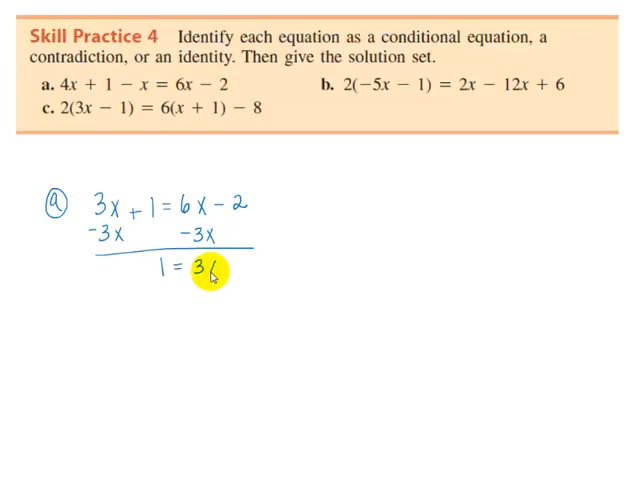 Skill Practice 4 Identify each equation as a conditional equation, a
contradiction, or an identity. Then give the solution set.
a. 4x + 1 − x = 6x − 2 b. 2(−5x − 1) = 2x − 12x + 6
c. 2(3x − 1) = 6(x + 1) − 8
a 3x + 1 = 6x − 2
−3x −3x
1 = 3